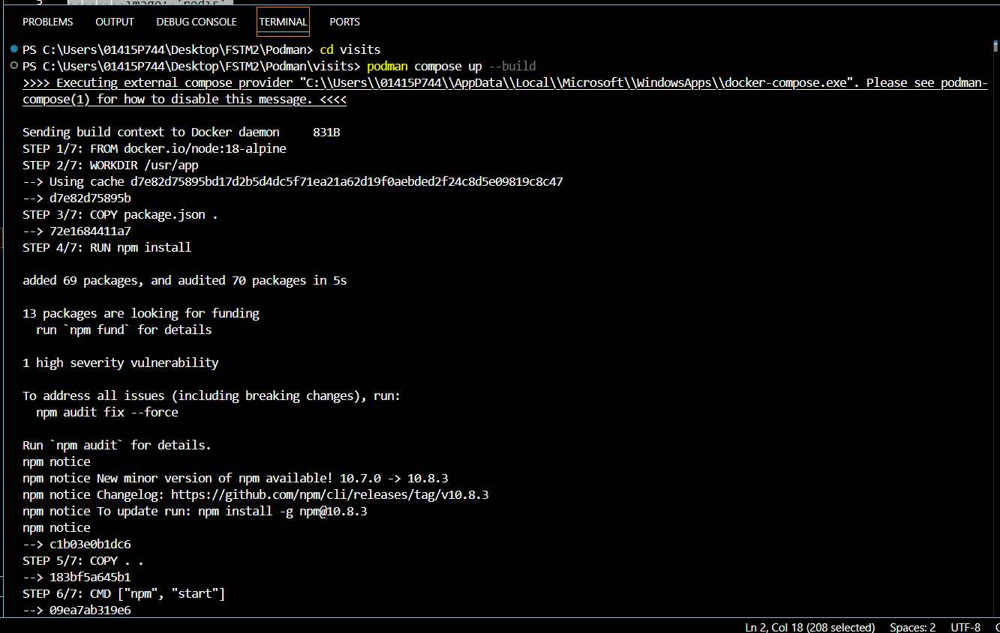 3 image: 'redis'
PROBLEMS OUTPUT DEBUG CONSOLE TERMINAL PORTS
PS C:\Users\01415P744\Desktop\FSTM2\Podman> cd visits
PS C:\Users\01415P744\Desktop\FSTM2\Podman\visits> podman compose up --build
>>>> Executing external compose provider "C:\\Users\\01415P744\\AppData\\Local\\Microsoft\\WindowsApps\\docker-compose.exe". Please see podman-
compose(1) for how to disable this message. <<<<
Sending build context to Docker daemon     831B
STEP 1/7: FROM docker.io/node:18-alpine
STEP 2/7: WORKDIR /usr/app
--> Using cache d7e82d75895bd17d2b5d4dc5f71ea21a62d19f0aebded2f24c8d5e09819c8c47
--> d7e82d75895b
STEP 3/7: COPY package.json .
--> 72e1684411a7
STEP 4/7: RUN npm install
added 69 packages, and audited 70 packages in 5s
13 packages are looking for funding
  run `npm fund` for details
1 high severity vulnerability
To address all issues (including breaking changes), run:
  npm audit fix --force
Run `npm audit` for details.
npm notice
npm notice New minor version of npm available! 10.7.0 -> 10.8.3
npm notice Changelog: https://github.com/npm/cli/releases/tag/v10.8.3
npm notice To update run: npm install -g npm@10.8.3
npm notice
--> c1b03e0b1dc6
STEP 5/7: COPY . .
--> 183bf5a645b1
STEP 6/7: CMD ["npm", "start"]
--> 09ea7ab319e6
Ln 2, Col 18 (208 selected) Spaces: 2 UTF-8